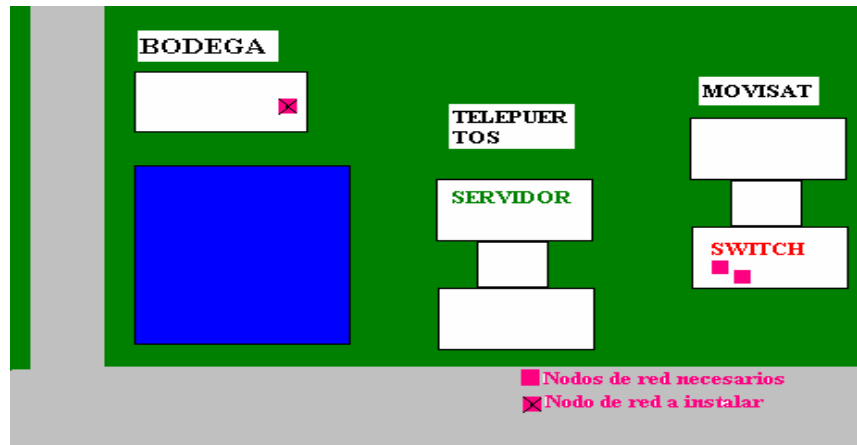 BODEGA
MOVISAT
TELEPUER
TOS
SERVIDOR
SWITCH
Nodos de red necesarios
Nodo de red a instalar